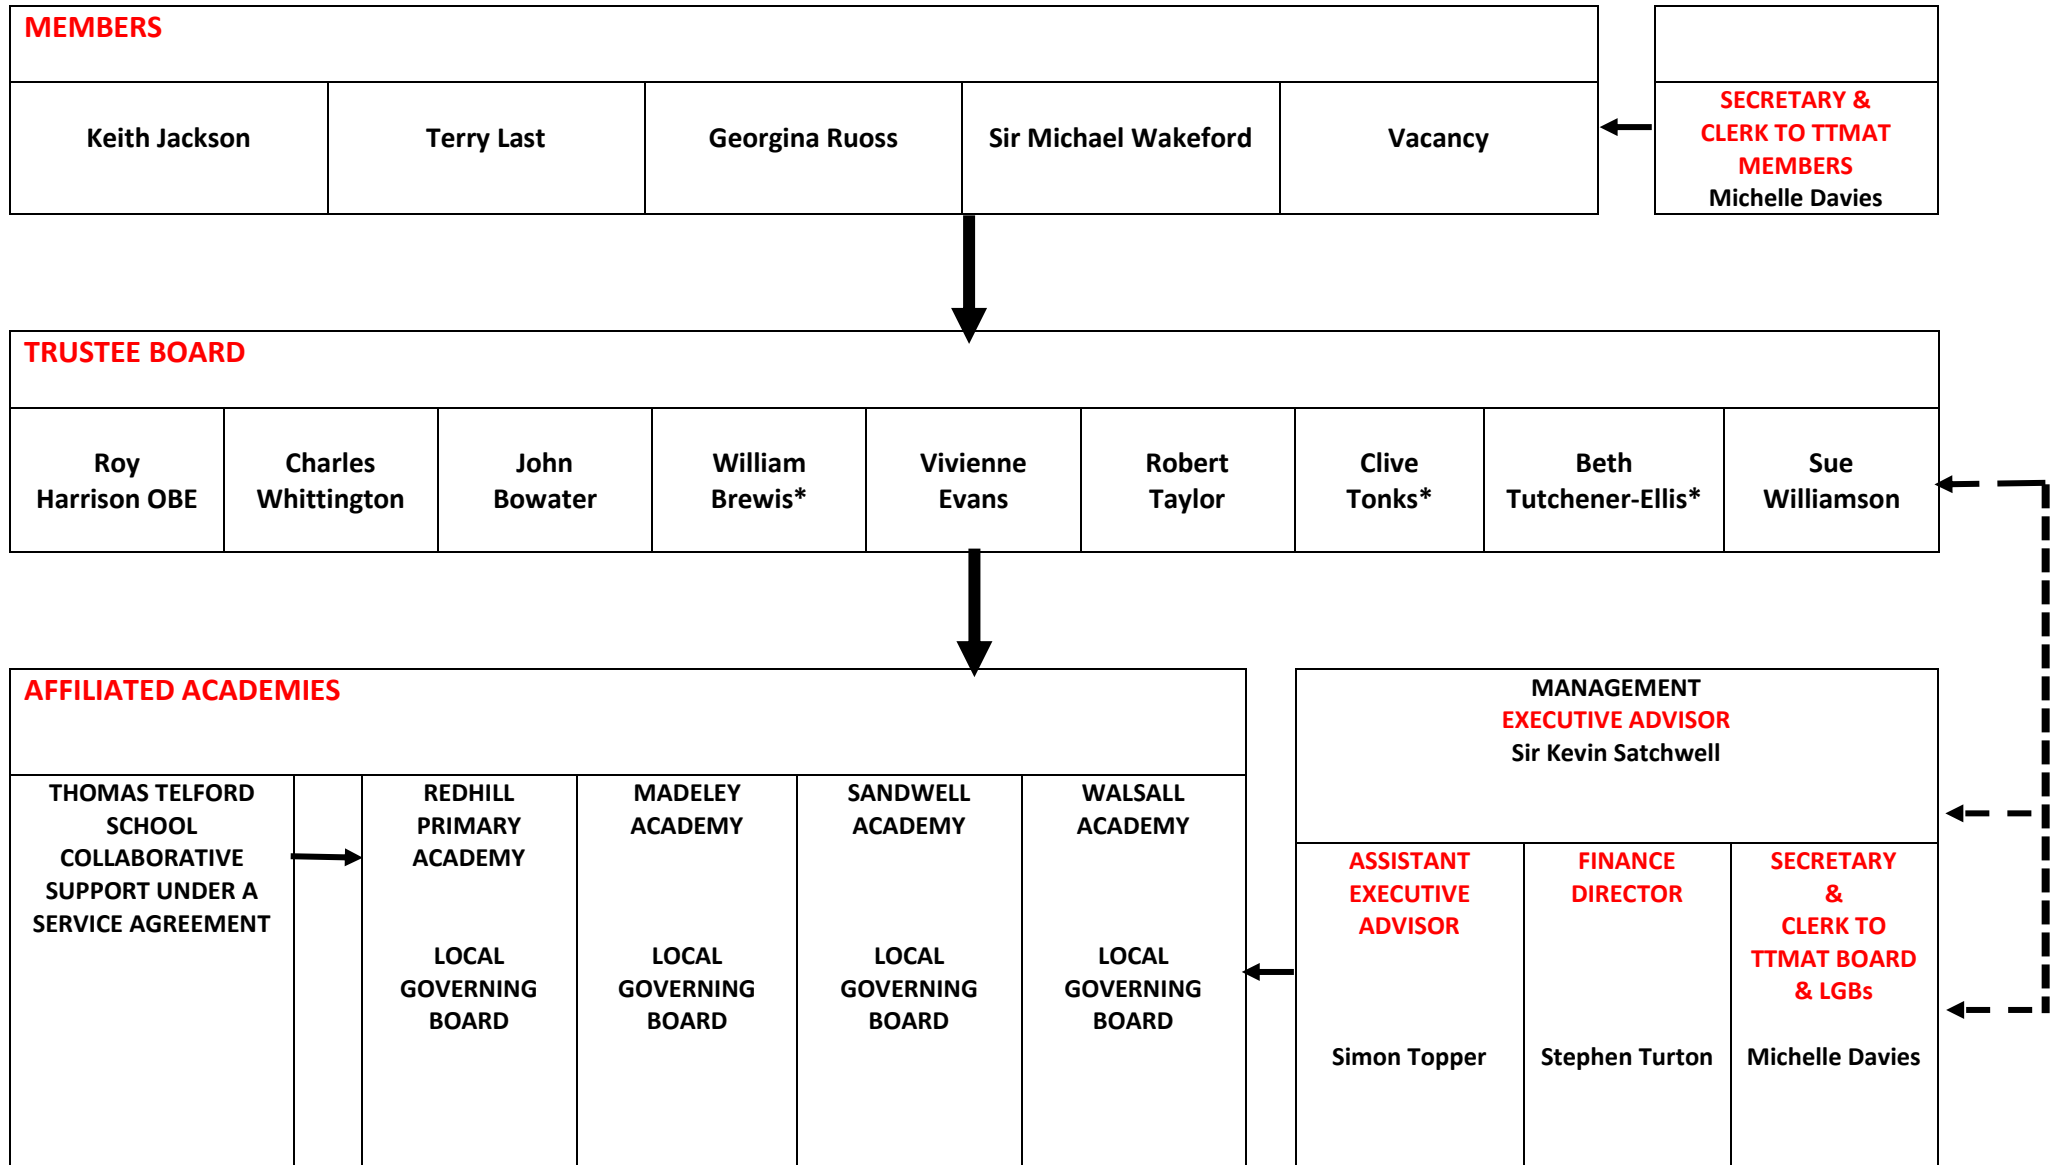 MEMBERS
Keith Jackson
Terry Last
Georgina Ruoss
Sir Michael Wakeford
Vacancy
SECRETARY &
CLERK TO TTMAT
MEMBERS
Michelle Davies
TRUSTEE BOARD
Roy
Harrison OBE
Charles
Whittington
John
Bowater
William
Brewis*
Vivienne
Evans
Robert
Taylor
Clive
Tonks*
Beth
Tutchener-Ellis*
Sue
Williamson
AFFILIATED ACADEMIES
THOMAS TELFORD
SCHOOL
COLLABORATIVE
SUPPORT UNDER A
SERVICE AGREEMENT
REDHILL
PRIMARY
ACADEMY
LOCAL
GOVERNING
BOARD
MADELEY
ACADEMY
LOCAL
GOVERNING
BOARD
SANDWELL
ACADEMY
LOCAL
GOVERNING
BOARD
WALSALL
ACADEMY
LOCAL
GOVERNING
BOARD
MANAGEMENT
EXECUTIVE ADVISOR
Sir Kevin Satchwell
ASSISTANT
EXECUTIVE
ADVISOR
Simon Topper
FINANCE
DIRECTOR
Stephen Turton
SECRETARY
&
CLERK TO
TTMAT BOARD
& LGBs
Michelle Davies